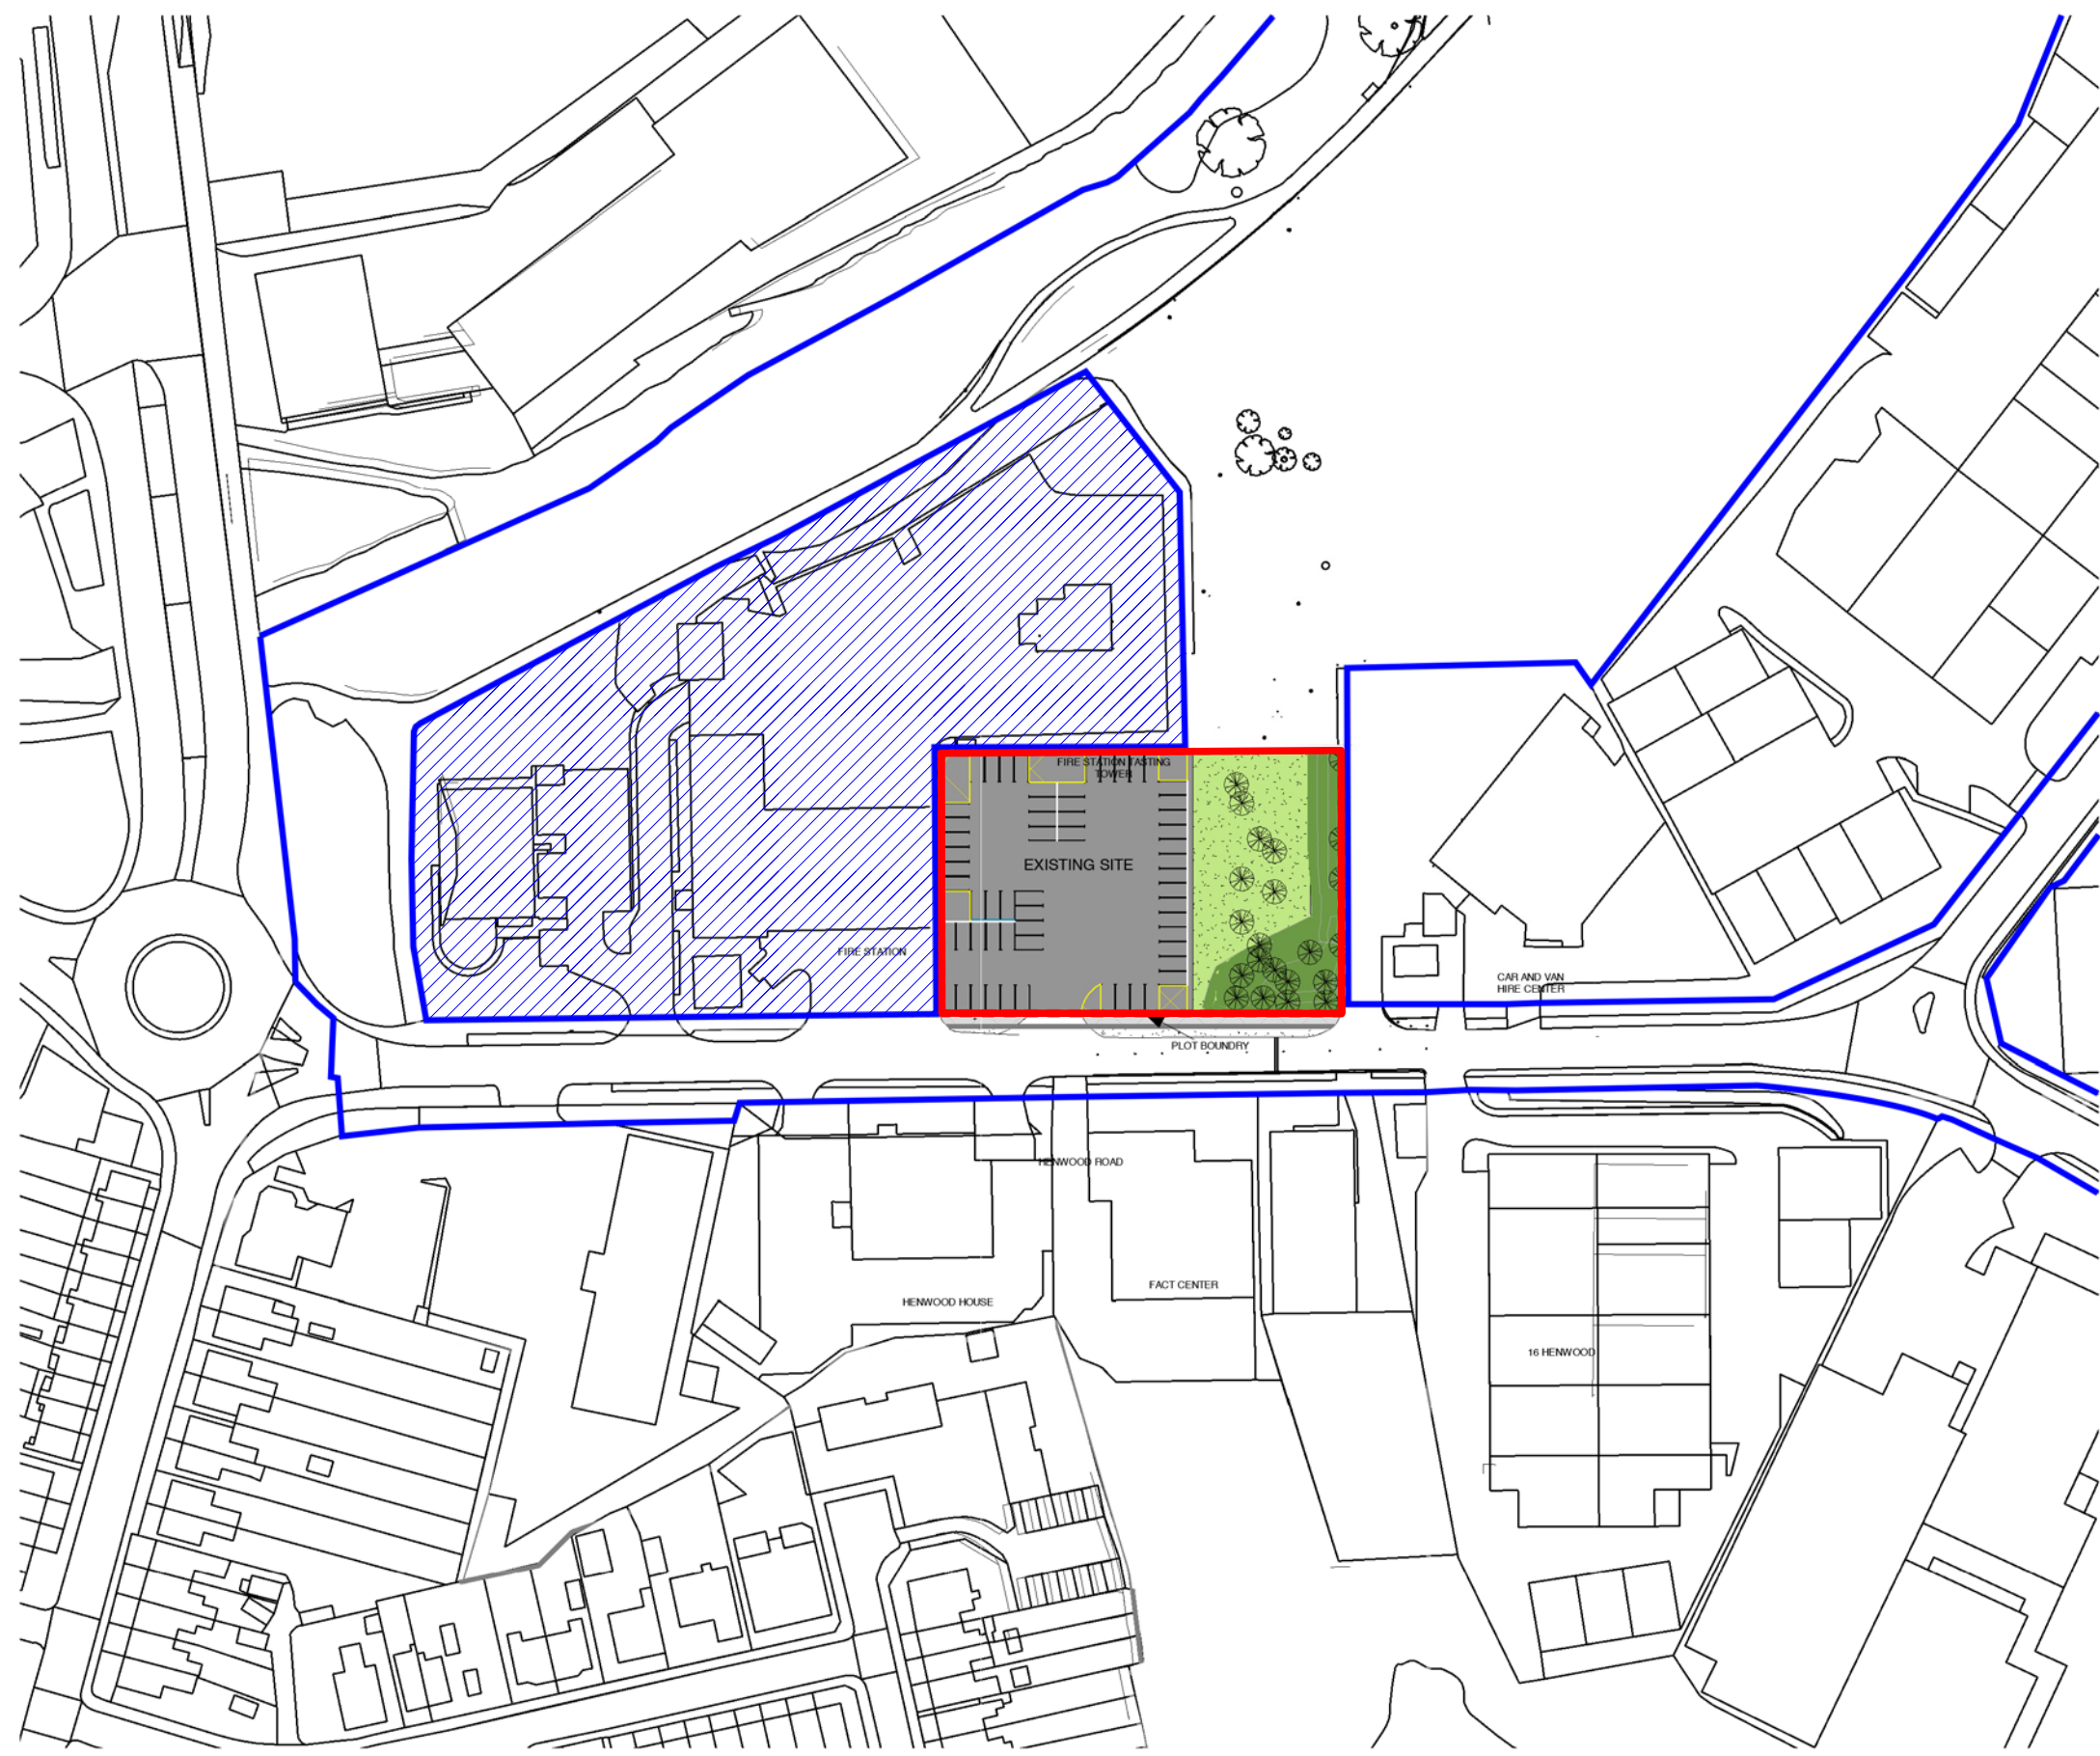 FIRE STATION TASTING
TOWER
EXISTING SITE
FIRE STATION
CAR AND VAN
HIRE CENTER
PLOT BOUNDRY
HENWOOD ROAD
FACT CENTER
HENWOOD HOUSE
16 HENWOOD